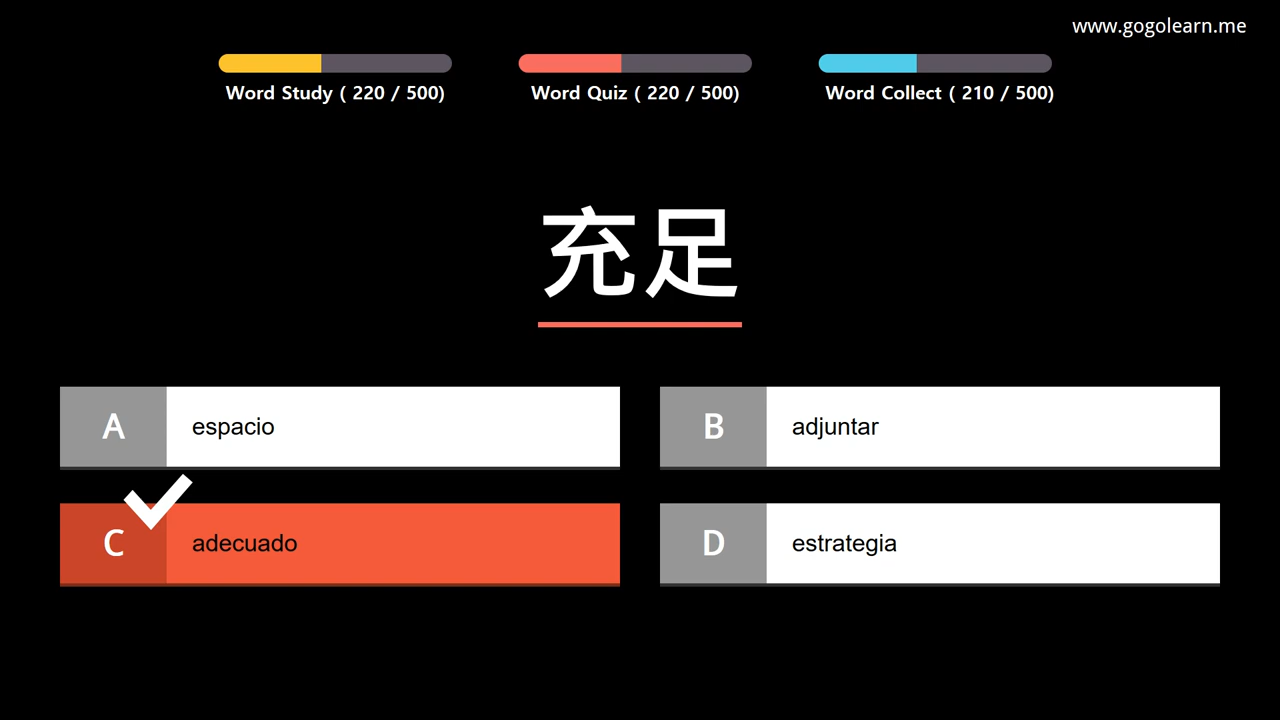 www.gogolearn.me
Word Study ( 220 / 500)
Word Quiz ( 220 / 500)
Word Collect ( 210 / 500)
充足
A espacio
B adjuntar
C adecuado
D estrategia